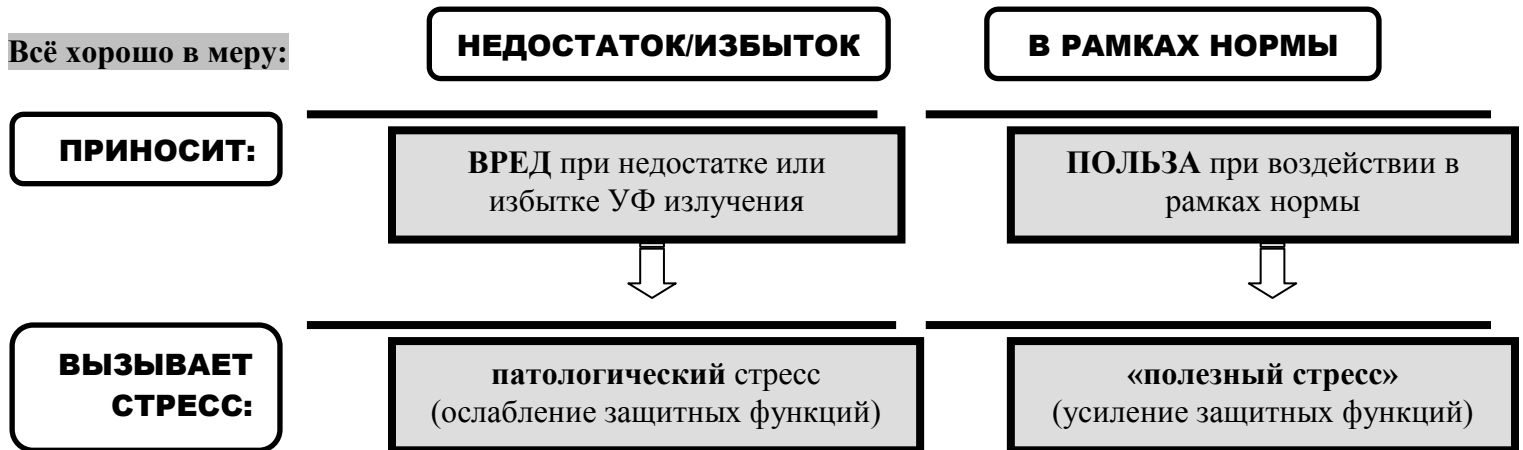 Всё хорошо в меру:
НЕДОСТАТОК/ИЗБЫТОК
В РАМКАХ НОРМЫ
ПРИНОСИТ:
ВРЕД при недостатке или
избытке УФ излучения
ПОЛЬЗА при воздействии в
рамках нормы
ВЫЗЫВАЕТ
СТРЕСС:
патологический стресс
(ослабление защитных функций)
«полезный стресс»
(усиление защитных функций)